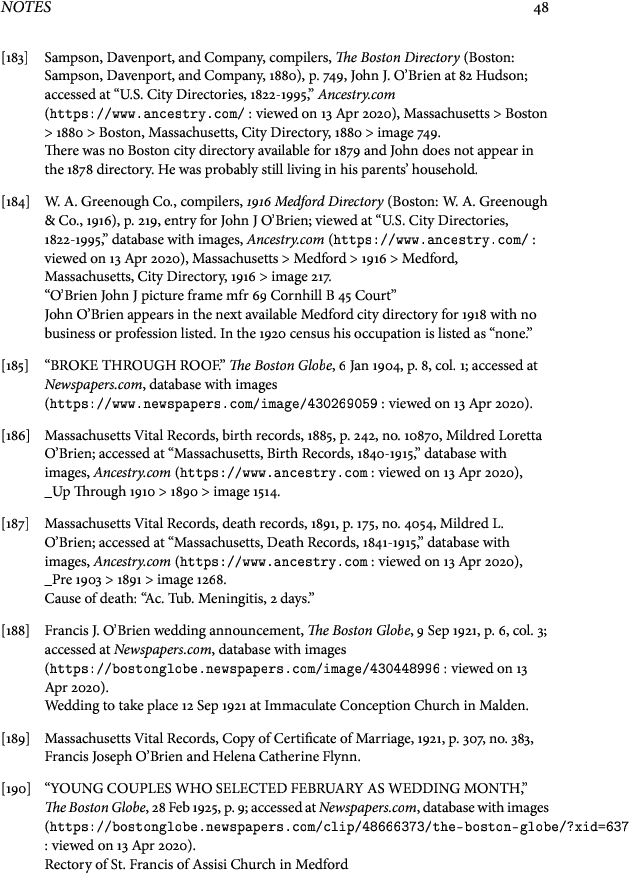 NOTES 48
[183] Sampson, Davenport, and Company, compilers, The Boston Directory (Boston:
Sampson, Davenport, and Company, 1880), p. 749, John J. O’Brien at 82 Hudson;
accessed at “U.S. City Directories, 1822-1995,” Ancestry.com
(https://www.ancestry.com/ : viewed on 13 Apr 2020), Massachusetts > Boston
> 1880 > Boston, Massachusetts, City Directory, 1880 > image 749.
There was no Boston city directory available for 1879 and John does not appear in
the 1878 directory. He was probably still living in his parents’ household.
[184] W. A. Greenough Co., compilers, 1916 Medford Directory (Boston: W. A. Greenough
& Co., 1916), p. 219, entry for John J O’Brien; viewed at “U.S. City Directories,
1822-1995,” database with images, Ancestry.com (https://www.ancestry.com/ :
viewed on 13 Apr 2020), Massachusetts > Medford > 1916 > Medford,
Massachusetts, City Directory, 1916 > image 217.
“O’Brien John J picture frame mfr 69 Cornhill B 45 Court”
John O’Brien appears in the next available Medford city directory for 1918 with no
business or profession listed. In the 1920 census his occupation is listed as “none.”
[185] “BROKE THROUGH ROOF.” The Boston Globe, 6 Jan 1904, p. 8, col. 1; accessed at
Newspapers.com, database with images
(https://www.newspapers.com/image/430269059 : viewed on 13 Apr 2020).
[186] Massachusetts Vital Records, birth records, 1885, p. 242, no. 10870, Mildred Loretta
O’Brien; accessed at “Massachusetts, Birth Records, 1840-1915,” database with
images, Ancestry.com (https://www.ancestry.com : viewed on 13 Apr 2020),
_Up Through 1910 > 1890 > image 1514.
[187] Massachusetts Vital Records, death records, 1891, p. 175, no. 4054, Mildred L.
O’Brien; accessed at “Massachusetts, Death Records, 1841-1915,” database with
images, Ancestry.com (https://www.ancestry.com : viewed on 13 Apr 2020),
_Pre 1903 > 1891 > image 1268.
Cause of death: “Ac. Tub. Meningitis, 2 days.”
[188] Francis J. O’Brien wedding announcement, The Boston Globe, 9 Sep 1921, p. 6, col. 3;
accessed at Newspapers.com, database with images
(https://bostonglobe.newspapers.com/image/430448996 : viewed on 13
Apr 2020).
Wedding to take place 12 Sep 1921 at Immaculate Conception Church in Malden.
[189] Massachusetts Vital Records, Copy of Certificate of Marriage, 1921, p. 307, no. 383,
Francis Joseph O’Brien and Helena Catherine Flynn.
[190] “YOUNG COUPLES WHO SELECTED FEBRUARY AS WEDDING MONTH,”
The Boston Globe, 28 Feb 1925, p. 9; accessed at Newspapers.com, database with images
(https://bostonglobe.newspapers.com/clip/48666373/the-boston-globe/?xid=637
: viewed on 13 Apr 2020).
Rectory of St. Francis of Assisi Church in Medford